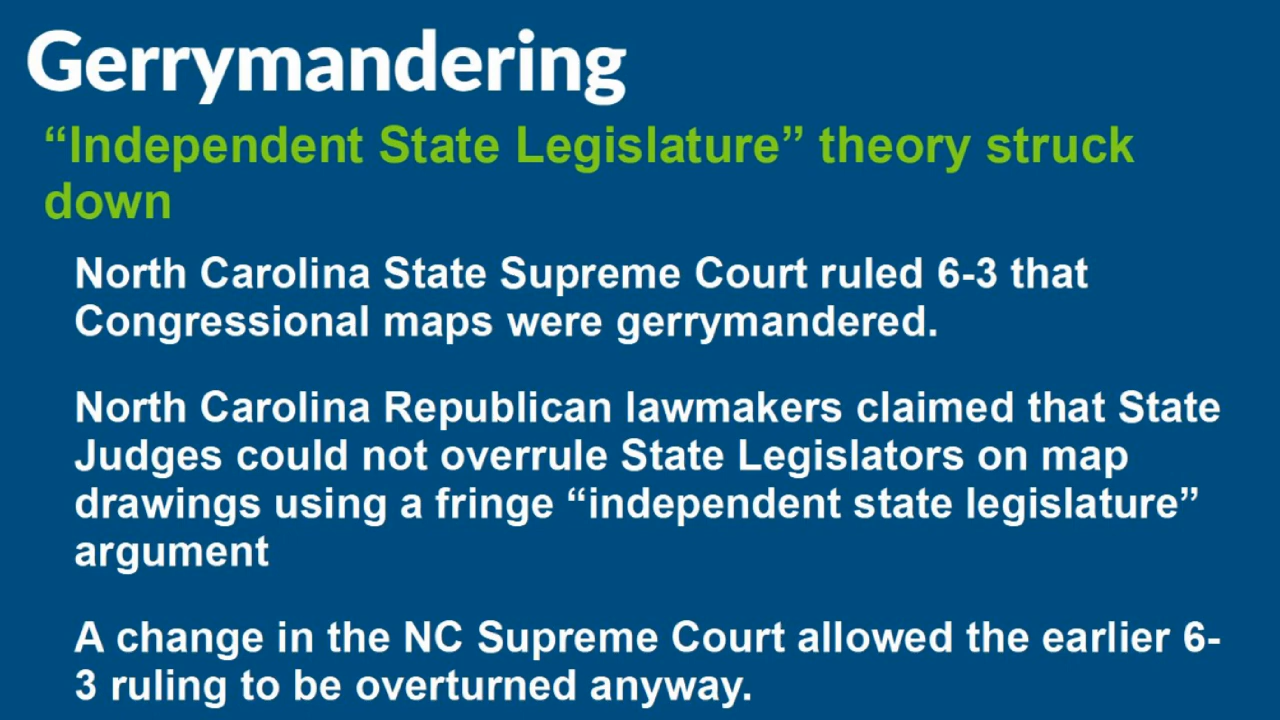 Gerrymandering
“Independent State Legislature” theory struck
down
North Carolina State Supreme Court ruled 6-3 that
Congressional maps were gerrymandered.
North Carolina Republican lawmakers claimed that State
Judges could not overrule State Legislators on map
drawings using a fringe “independent state legislature”
argument
A change in the NC Supreme Court allowed the earlier 6-
3 ruling to be overturned anyway.